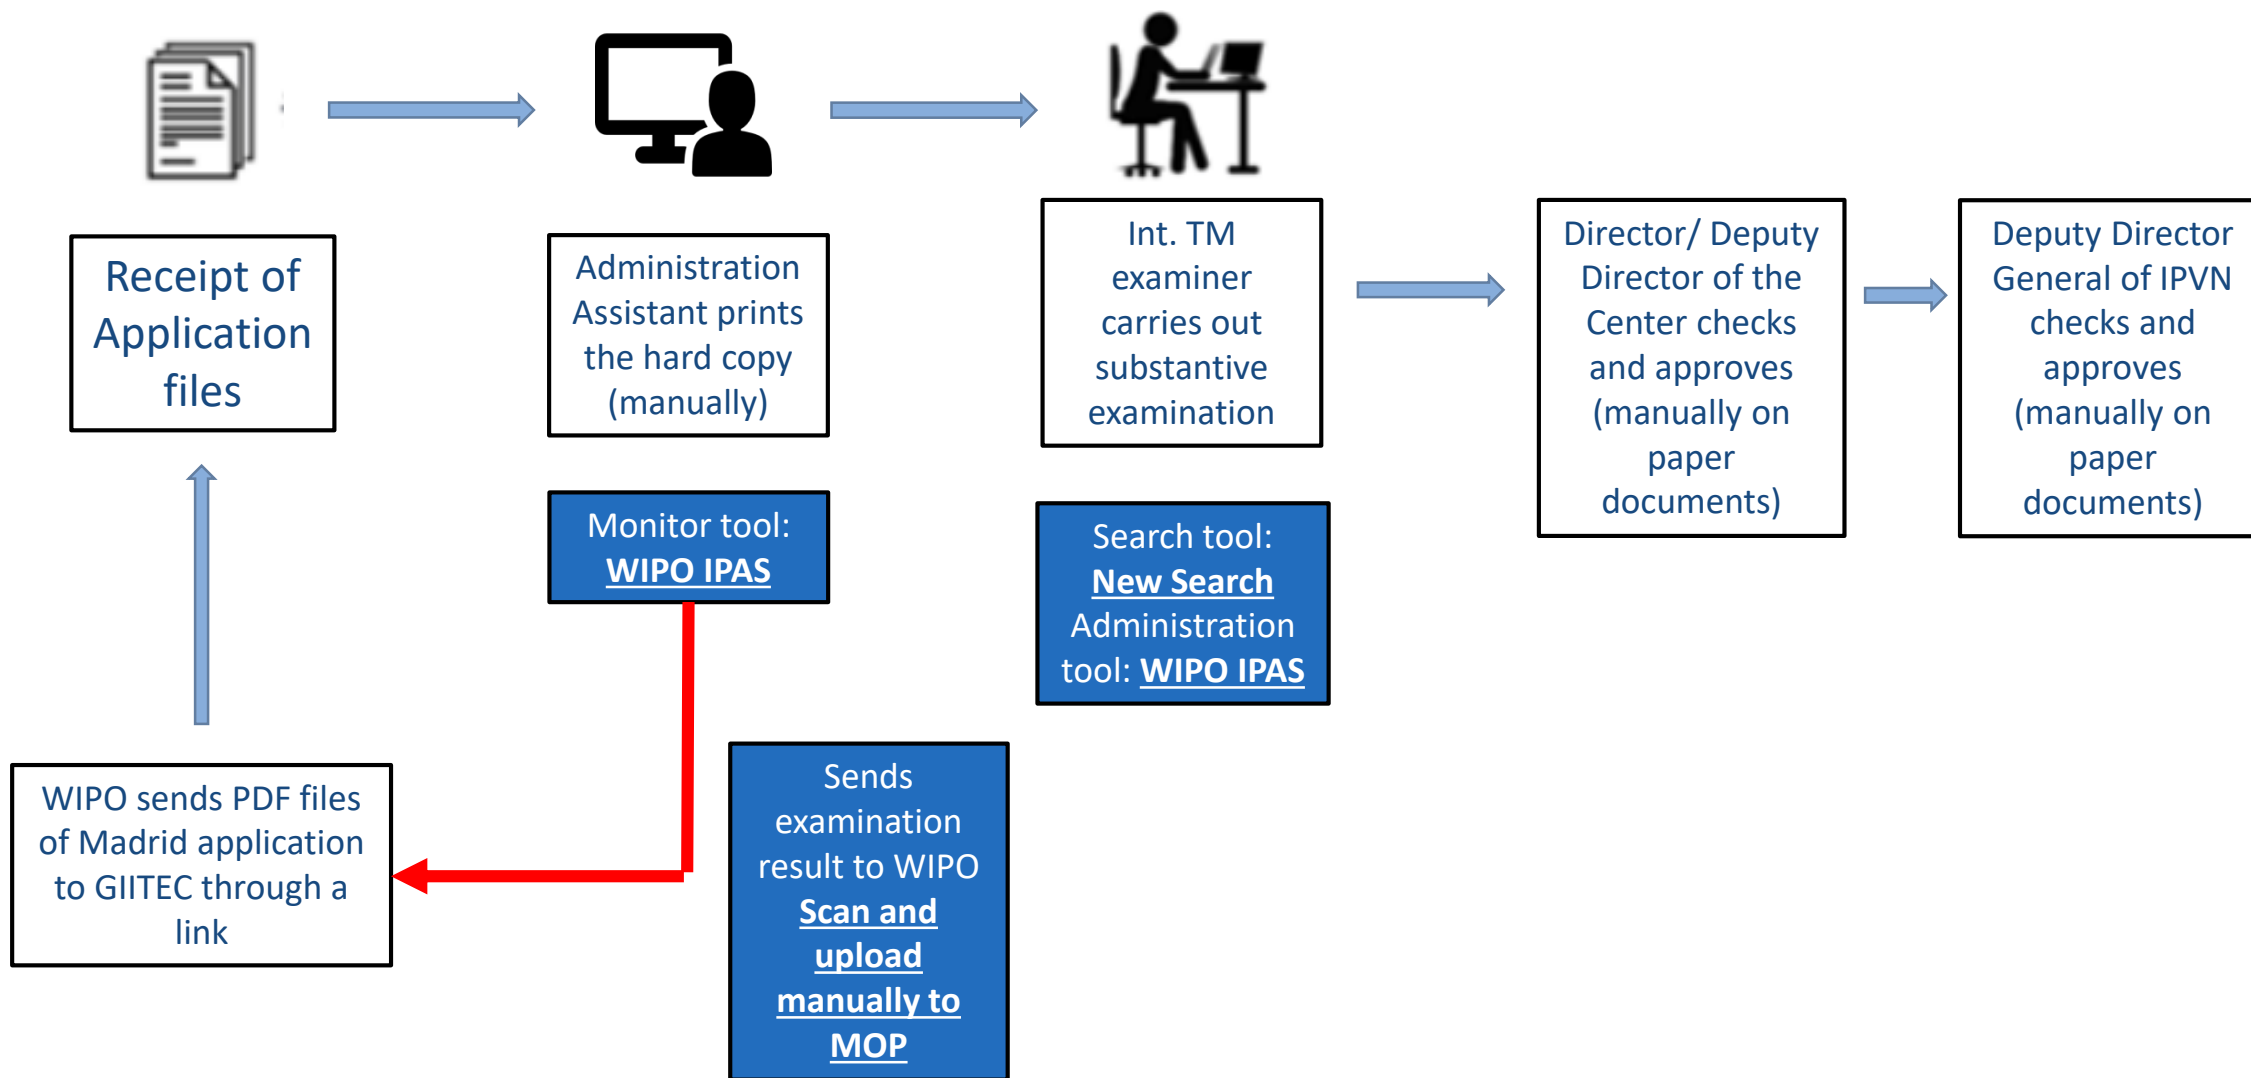 Receipt of
Application
files
Administration
Assistant prints
the hard copy
(manually)
Int. TM
examiner
carries out
substantive
examination
Director/ Deputy
Director of the
Center checks
and approves
(manually on
paper
documents)
Deputy Director
General of IPVN
checks and
approves
(manually on
paper
documents)
Monitor tool:
WIPO IPAS
Search tool:
New Search
Administration
tool: WIPO IPAS
WIPO sends PDF files
of Madrid application
to GIITEC through a
link
Sends
examination
result to WIPO
Scan and
upload
manually to
MOP